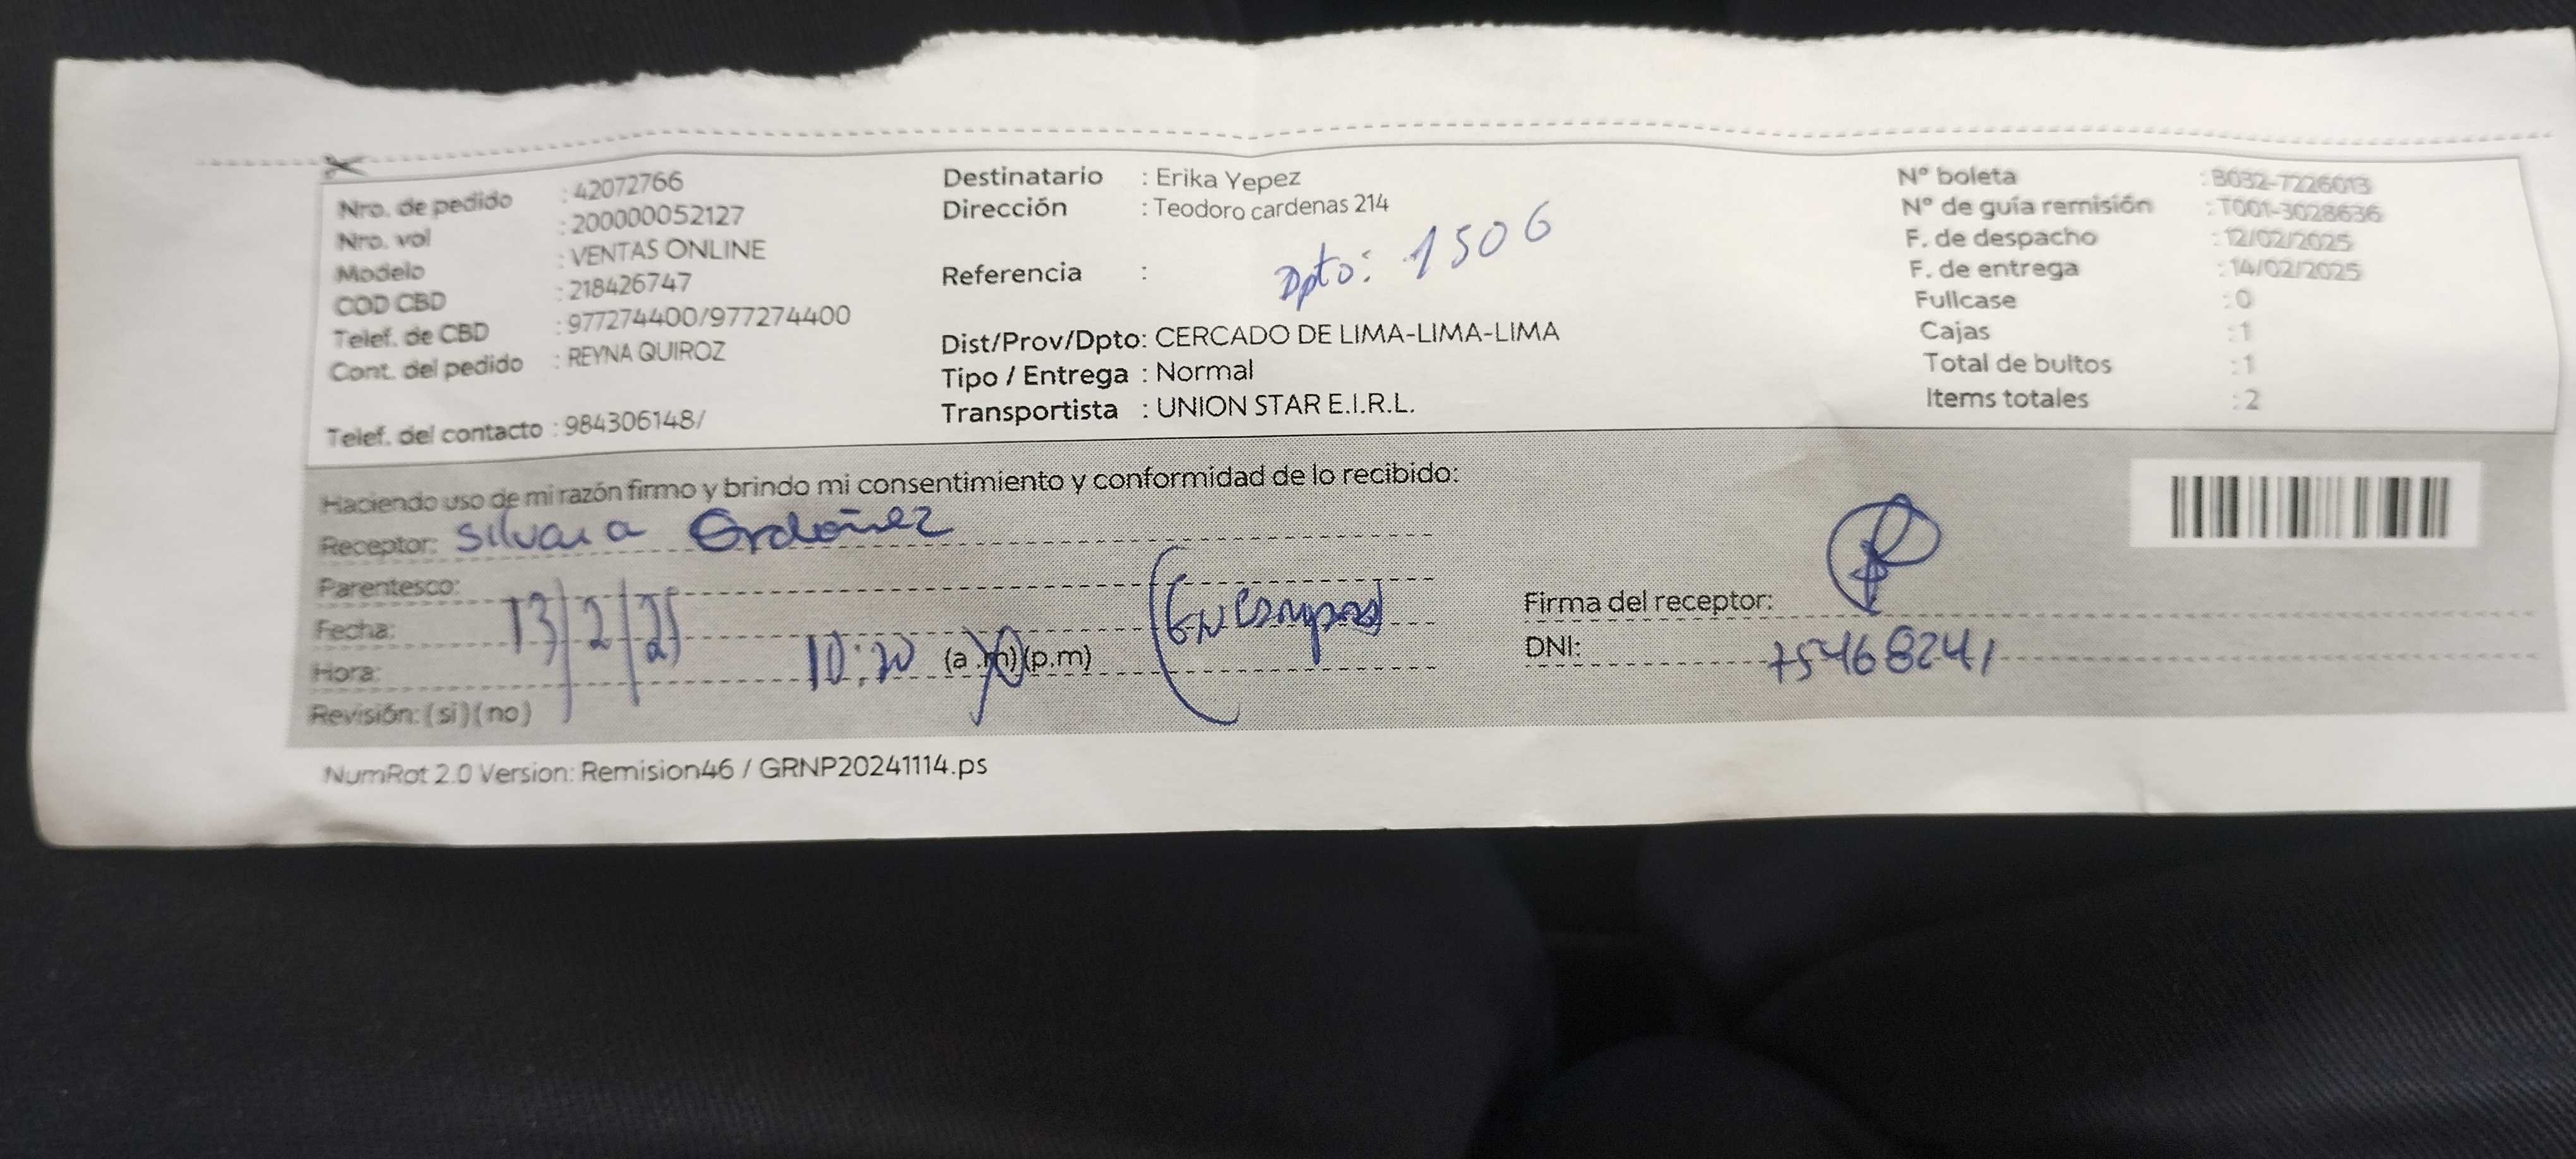 Nro. de pedido : 42072766
Nro. vol : 200000052127
Modelo : VENTAS ONLINE
COD CBD : 218426747
Telef. de CBD : 977274400/977274400
Cont. del pedido : REYNA QUIROZ
Telef. del contacto : 984306148/
Destinatario : Erika Yepez
Dirección : Teodoro cardenas 214
Referencia :
Dpto: 1506
Dist/Prov/Dpto: CERCADO DE LIMA-LIMA-LIMA
Tipo / Entrega : Normal
Transportista : UNION STAR E.I.R.L.
Nº boleta : B032-7226013
Nº de guía remisión : T001-3028636
F. de despacho : 12/02/2025
F. de entrega : 14/02/2025
Fullcase : 0
Cajas : 1
Total de bultos : 1
Items totales : 2
Haciendo uso de mi razón firmo y brindo mi consentimiento y conformidad de lo recibido:
Receptor: Silvana Ordoñez
Parentesco:
Fecha: 13/2/25
Hora: 10:20 (a.m)(p.m)
Revisión: (si)(no)
Firma del receptor:
DNI: 75468241
NumRot 2.0 Version: Remision46 / GRNP20241114.ps